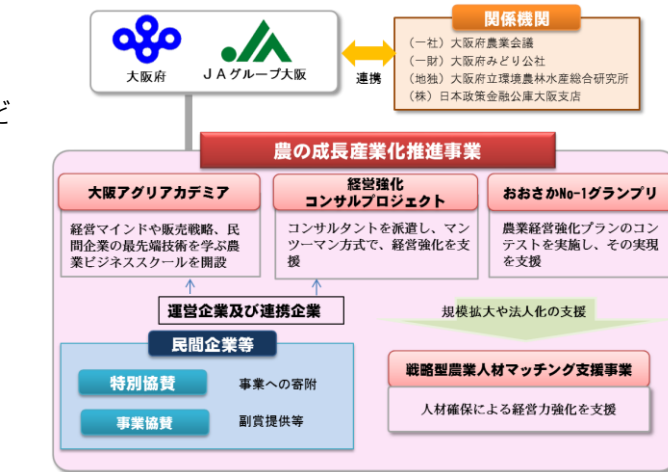 関係機関
(一社)大阪府農業会議
(一財)大阪府みどり公社
(地独)大阪府立環境農林水産総合研究所
(株)日本政策金融公庫大阪支店
大阪府
JAグループ大阪
連携
ど
農の成長産業化推進事業
大阪アグリアカデミア
経営マインドや販売戦略、民
間企業の最先端技術を学ぶ農
業ビジネススクールを開設
経営強化
コンサルプロジェクト
コンサルタントを派遣し、マン
ツーマン方式で、経営強化を支
援
おおさかNo-1グランプリ
農業経営強化プランのコン
テストを実施し、その実現
を支援
運営企業及び連携企業
規模拡大や法人化の支援
民間企業等
特別協賛
事業への寄附
事業協賛
副賞提供等
戦略型農業人材マッチング支援事業
人材確保による経営力強化を支援